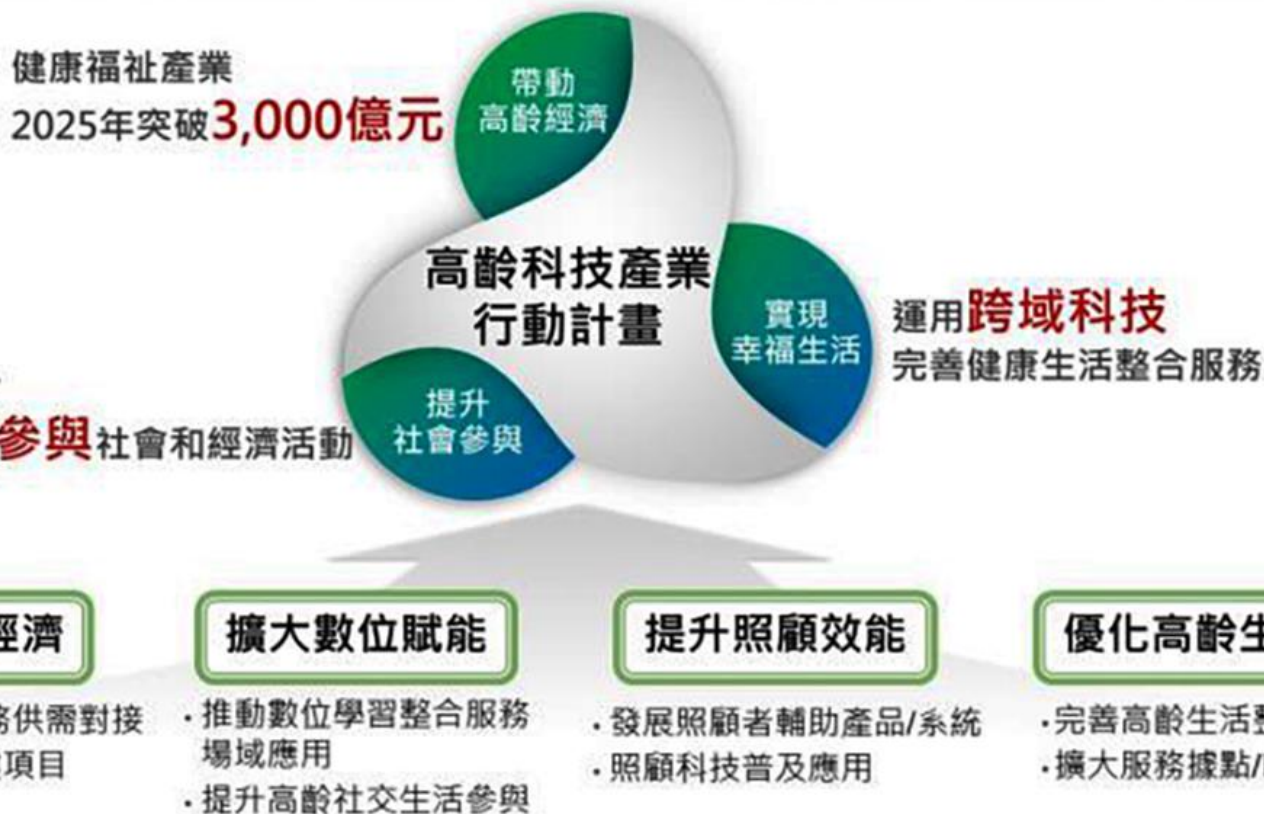 健康福祉產業
2025年突破3,000億元
帶動
高齡經濟
高齡科技產業
行動計畫
實現
幸福生活
運用跨域科技
完善健康生活整合服務
參與社會和經濟活動
提升
社會參與
經濟
供需對接
項目
擴大數位賦能
・推動數位學習整合服務
場域應用
・提升高齡社交生活參與
提升照顧效能
・發展照顧者輔助產品/系統
・照顧科技普及應用
優化高齡生
・完善高齡生活
・擴大服務據點/